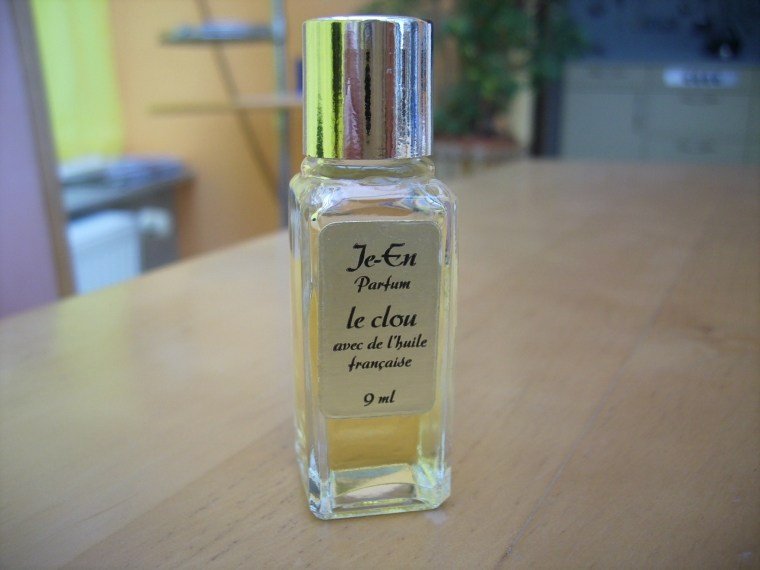 Je-En
Parfum
le clou
avec de l'huile
française
9 ml